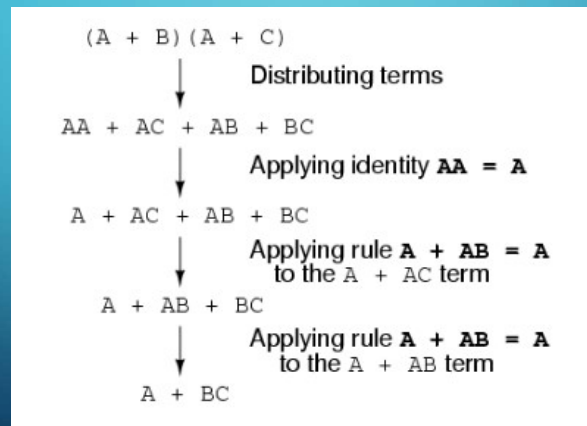 (A + B)(A + C)
Distributing terms
AA + AC + AB + BC
Applying identity AA = A
A + AC + AB + BC
Applying rule A + AB = A
to the A + AC term
A + AB + BC
Applying rule A + AB = A
to the A + AB term
A + BC